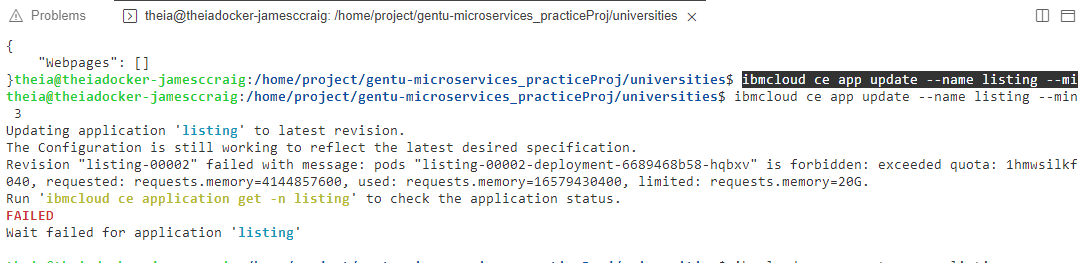 Problems
theia@theiadocker-jamesccraig: /home/project/gentu-microservices_practiceProj/universities ×
{
    "Webpages": []
}theia@theiadocker-jamesccraig:/home/project/gentu-microservices_practiceProj/universities$ ibmcloud ce app update --name listing --mi
theia@theiadocker-jamesccraig:/home/project/gentu-microservices_practiceProj/universities$ ibmcloud ce app update --name listing --min
 3
Updating application 'listing' to latest revision.
The Configuration is still working to reflect the latest desired specification.
Revision "listing-00002" failed with message: pods "listing-00002-deployment-6689468b58-hqbxv" is forbidden: exceeded quota: 1hmwsilkf
040, requested: requests.memory=4144857600, used: requests.memory=16579430400, limited: requests.memory=20G.
Run 'ibmcloud ce application get -n listing' to check the application status.
FAILED
Wait failed for application 'listing'